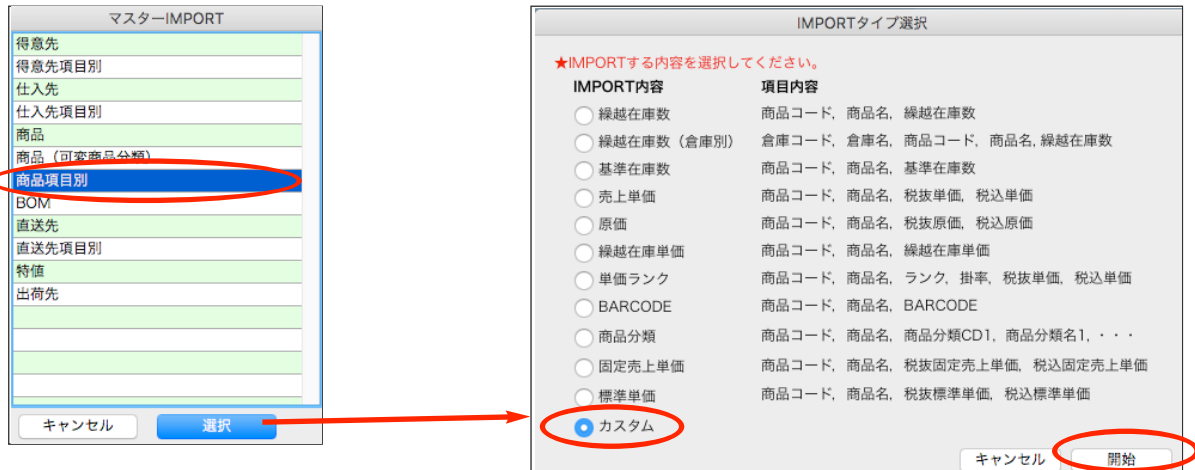 マスターIMPORT
得意先
得意先項目別
仕入先
仕入先項目別
商品
商品（可変商品分類）
商品項目別
BOM
直送先
直送先項目別
特値
出荷先
キャンセル 選択
IMPORTタイプ選択
★IMPORTする内容を選択してください。
IMPORT内容 項目内容
繰越在庫数 商品コード, 商品名, 繰越在庫数
繰越在庫数（倉庫別） 倉庫コード, 倉庫名, 商品コード, 商品名, 繰越在庫数
基準在庫数 商品コード, 商品名, 基準在庫数
売上単価 商品コード, 商品名, 税抜単価, 税込単価
原価 商品コード, 商品名, 税抜原価, 税込原価
繰越在庫単価 商品コード, 商品名, 繰越在庫単価
単価ランク 商品コード, 商品名, ランク, 掛率, 税抜単価, 税込単価
BARCODE 商品コード, 商品名, BARCODE
商品分類 商品コード, 商品名, 商品分類CD1, 商品分類名1, ・・・
固定売上単価 商品コード, 商品名, 税抜固定売上単価, 税込固定売上単価
標準単価 商品コード, 商品名, 税抜標準単価, 税込標準単価
カスタム
キャンセル 開始